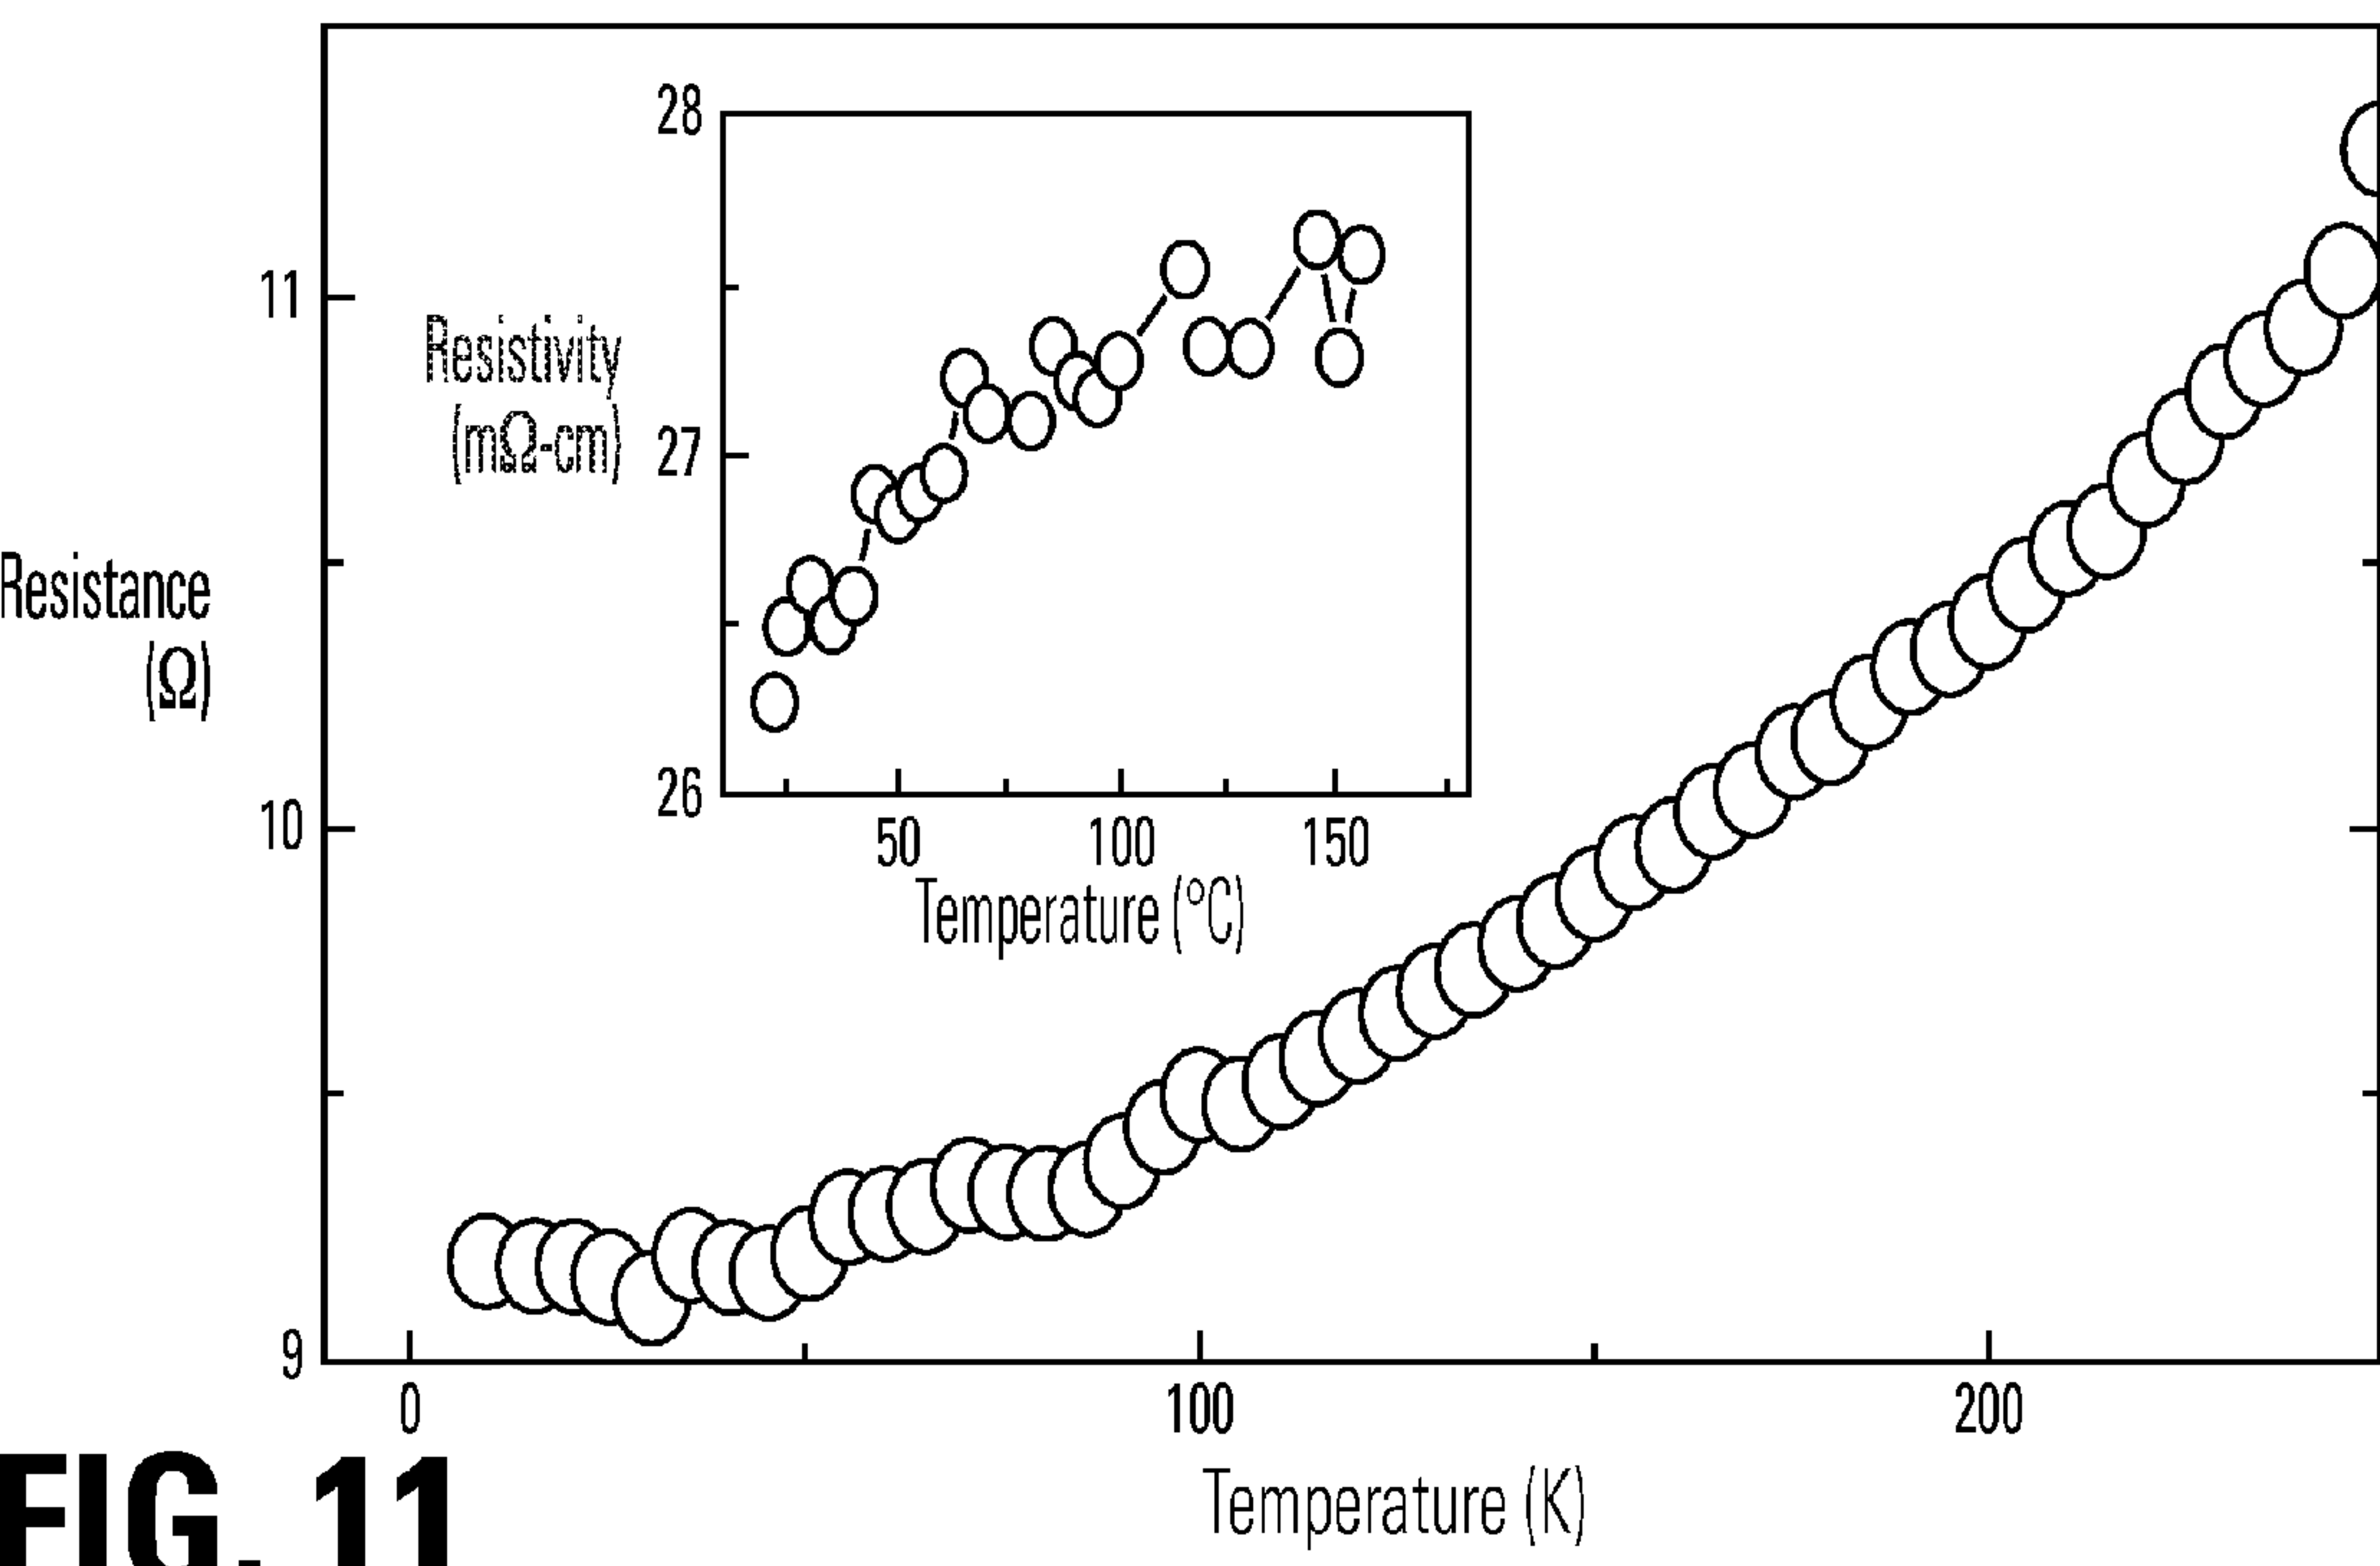 28
11
Resistivity
(mΩ-cm)
27
Resistance
(Ω)
26
10
50
100
150
Temperature (°C)
9
0
100
200
Temperature (K)
FIG. 11